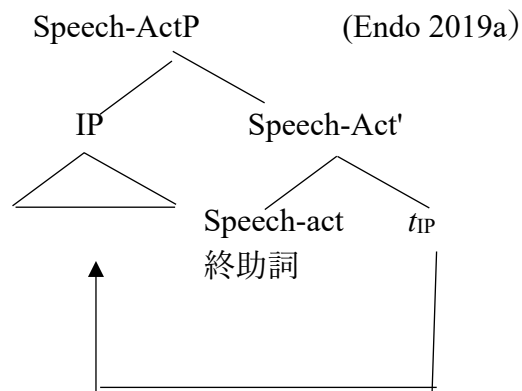 Speech-ActP (Endo 2019a)
IP Speech-Act'
Speech-act tIP
終助詞